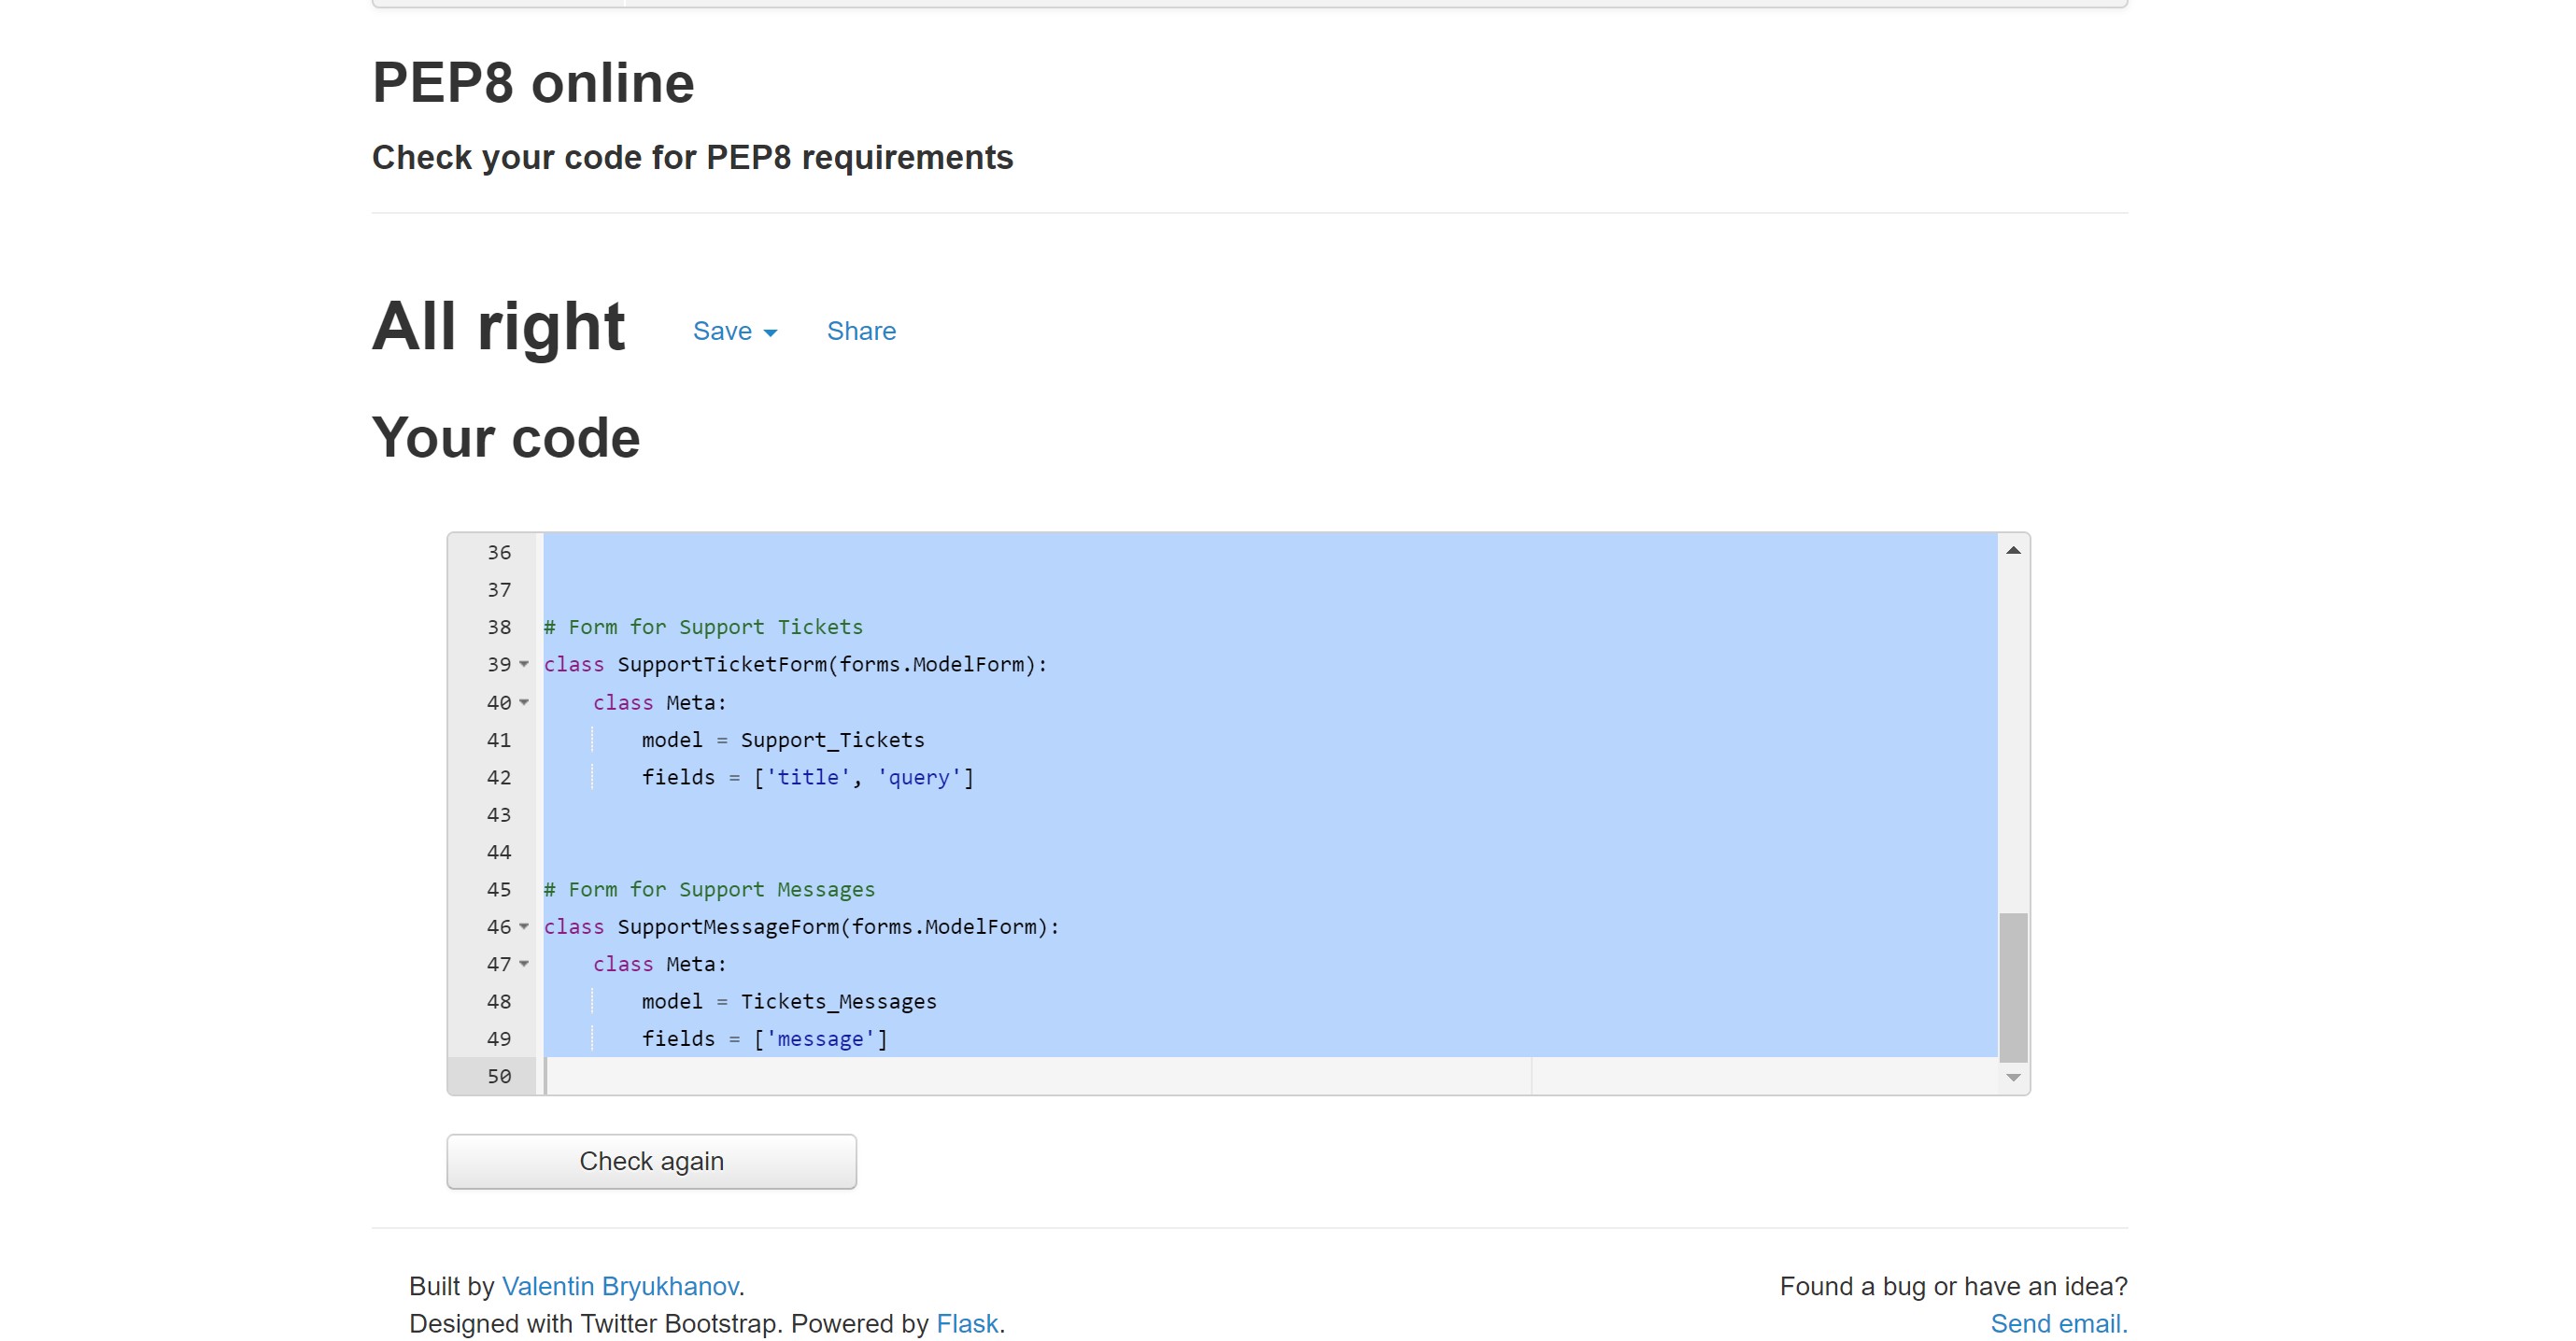 PEP8 online
Check your code for PEP8 requirements
All right Save Share
Your code
36
37
38 # Form for Support Tickets
39 class SupportTicketForm(forms.ModelForm):
40     class Meta:
41         model = Support_Tickets
42         fields = ['title', 'query']
43
44
45 # Form for Support Messages
46 class SupportMessageForm(forms.ModelForm):
47     class Meta:
48         model = Tickets_Messages
49         fields = ['message']
50
Check again
Built by Valentin Bryukhanov. Found a bug or have an idea?
Designed with Twitter Bootstrap. Powered by Flask. Send email.